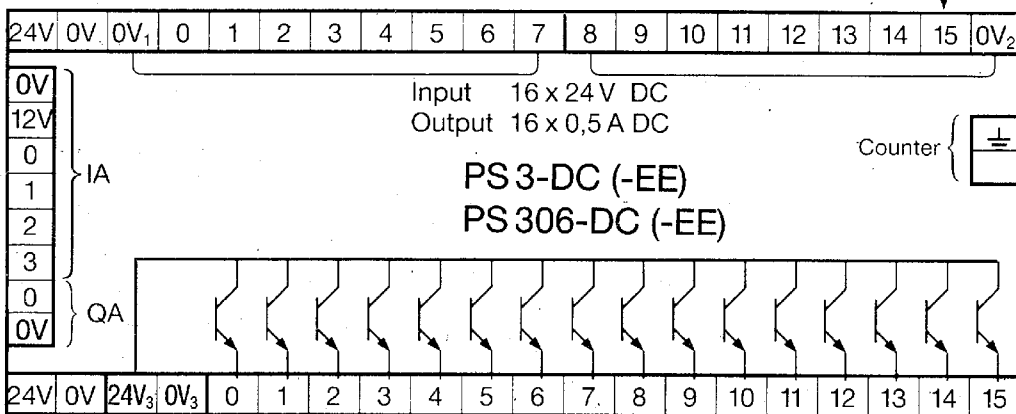 24V 0V 0V₁ 0 1 2 3 4 5 6 7 8 9 10 11 12 13 14 15 0V₂
0V
12V
0
1
2
3
IA
0
0V
QA
Input 16 x 24 V DC
Output 16 x 0,5 A DC
Counter
PS 3-DC (-EE)
PS 306-DC (-EE)
24V 0V 24V₃ 0V₃ 0 1 2 3 4 5 6 7 8 9 10 11 12 13 14 15